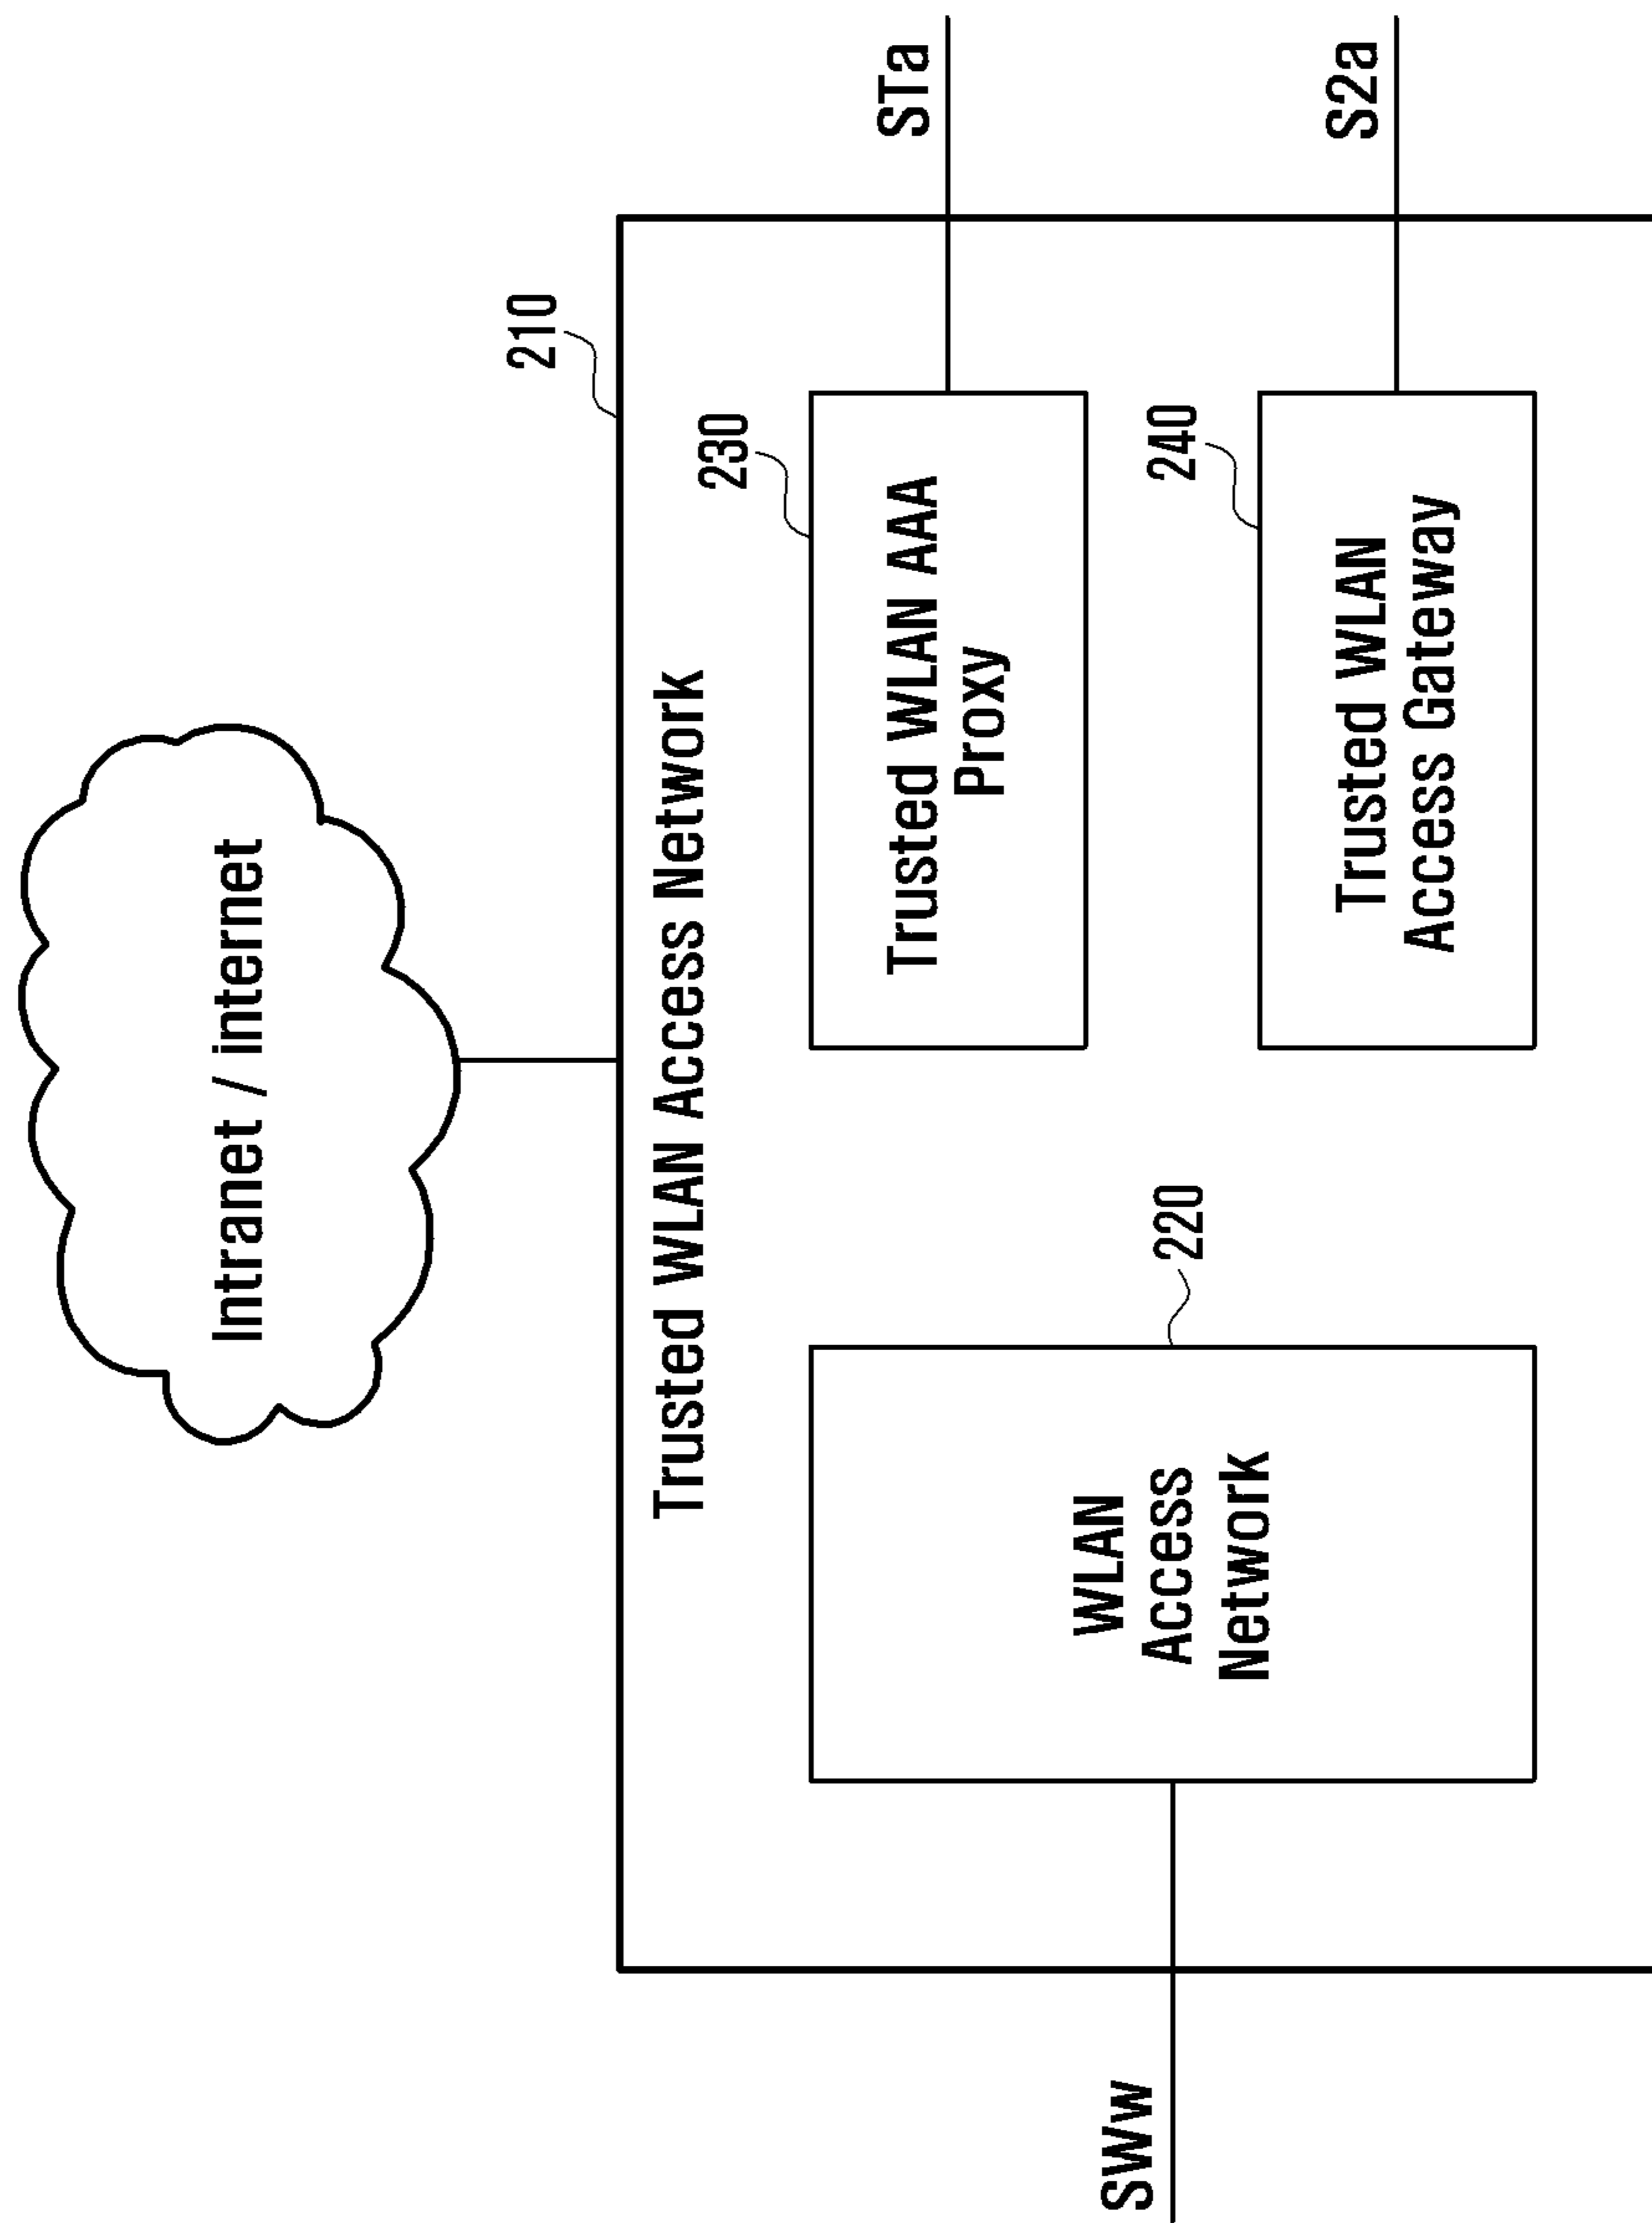 Intranet / internet
210
Trusted WLAN Access Network
230
Trusted WLAN AAA
Proxy
STa
220
WLAN
Access
Network
SWw
240
Trusted WLAN
Access Gateway
S2a